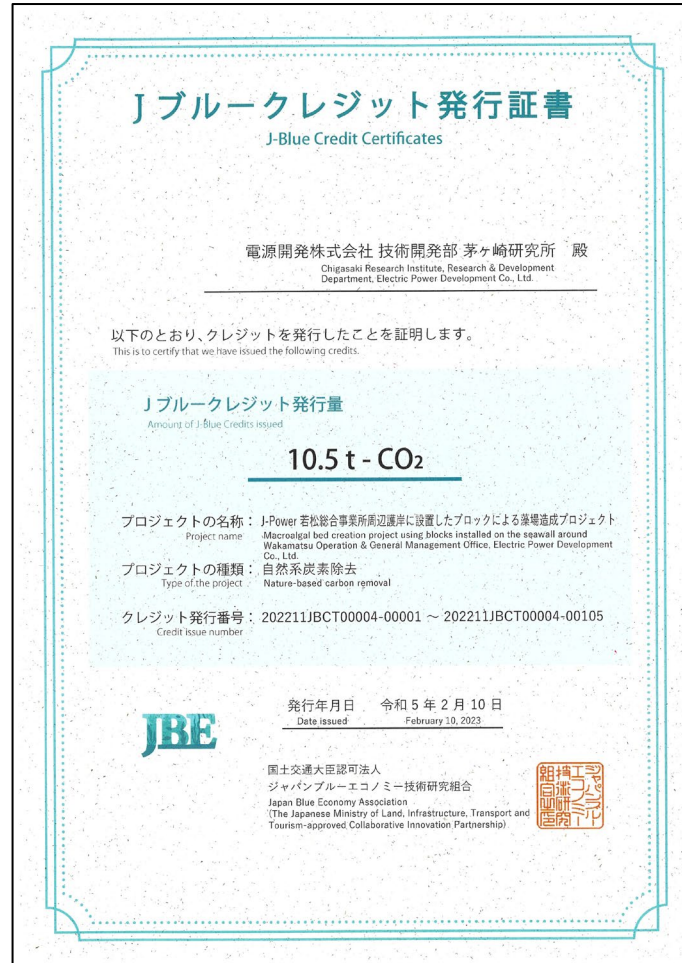 Jブルークレジット発行証書
J-Blue Credit Certificates
電源開発株式会社 技術開発部 茅ヶ崎研究所 殿
Chigasaki Research Institute, Research & Development
Department, Electric Power Development Co., Ltd.
以下のとおり、クレジットを発行したことを証明します。
This is to certify that we have issued the following credits.
Jブルークレジット発行量
Amount of J-Blue Credits issued
10.5 t - CO₂
プロジェクトの名称: J-Power 若松総合事業所周辺護岸に設置したブロックによる藻場造成プロジェクト
Project name Macroalgal bed creation project using blocks installed on the seawall around
Wakamatsu Operation & General Management Office, Electric Power Development
Co., Ltd.
プロジェクトの種類: 自然系炭素除去
Type of the project Nature-based carbon removal
クレジット発行番号: 202211JBCT00004-00001 ~ 202211JBCT00004-00105
Credit issue number
発行年月日 令和5年2月10日
Date issued February 10, 2023
JBE
国土交通大臣認可法人
ジャパンブルーエコノミー技術研究組合
Japan Blue Economy Association
(The Japanese Ministry of Land, Infrastructure, Transport and
Tourism-approved Collaborative Innovation Partnership)